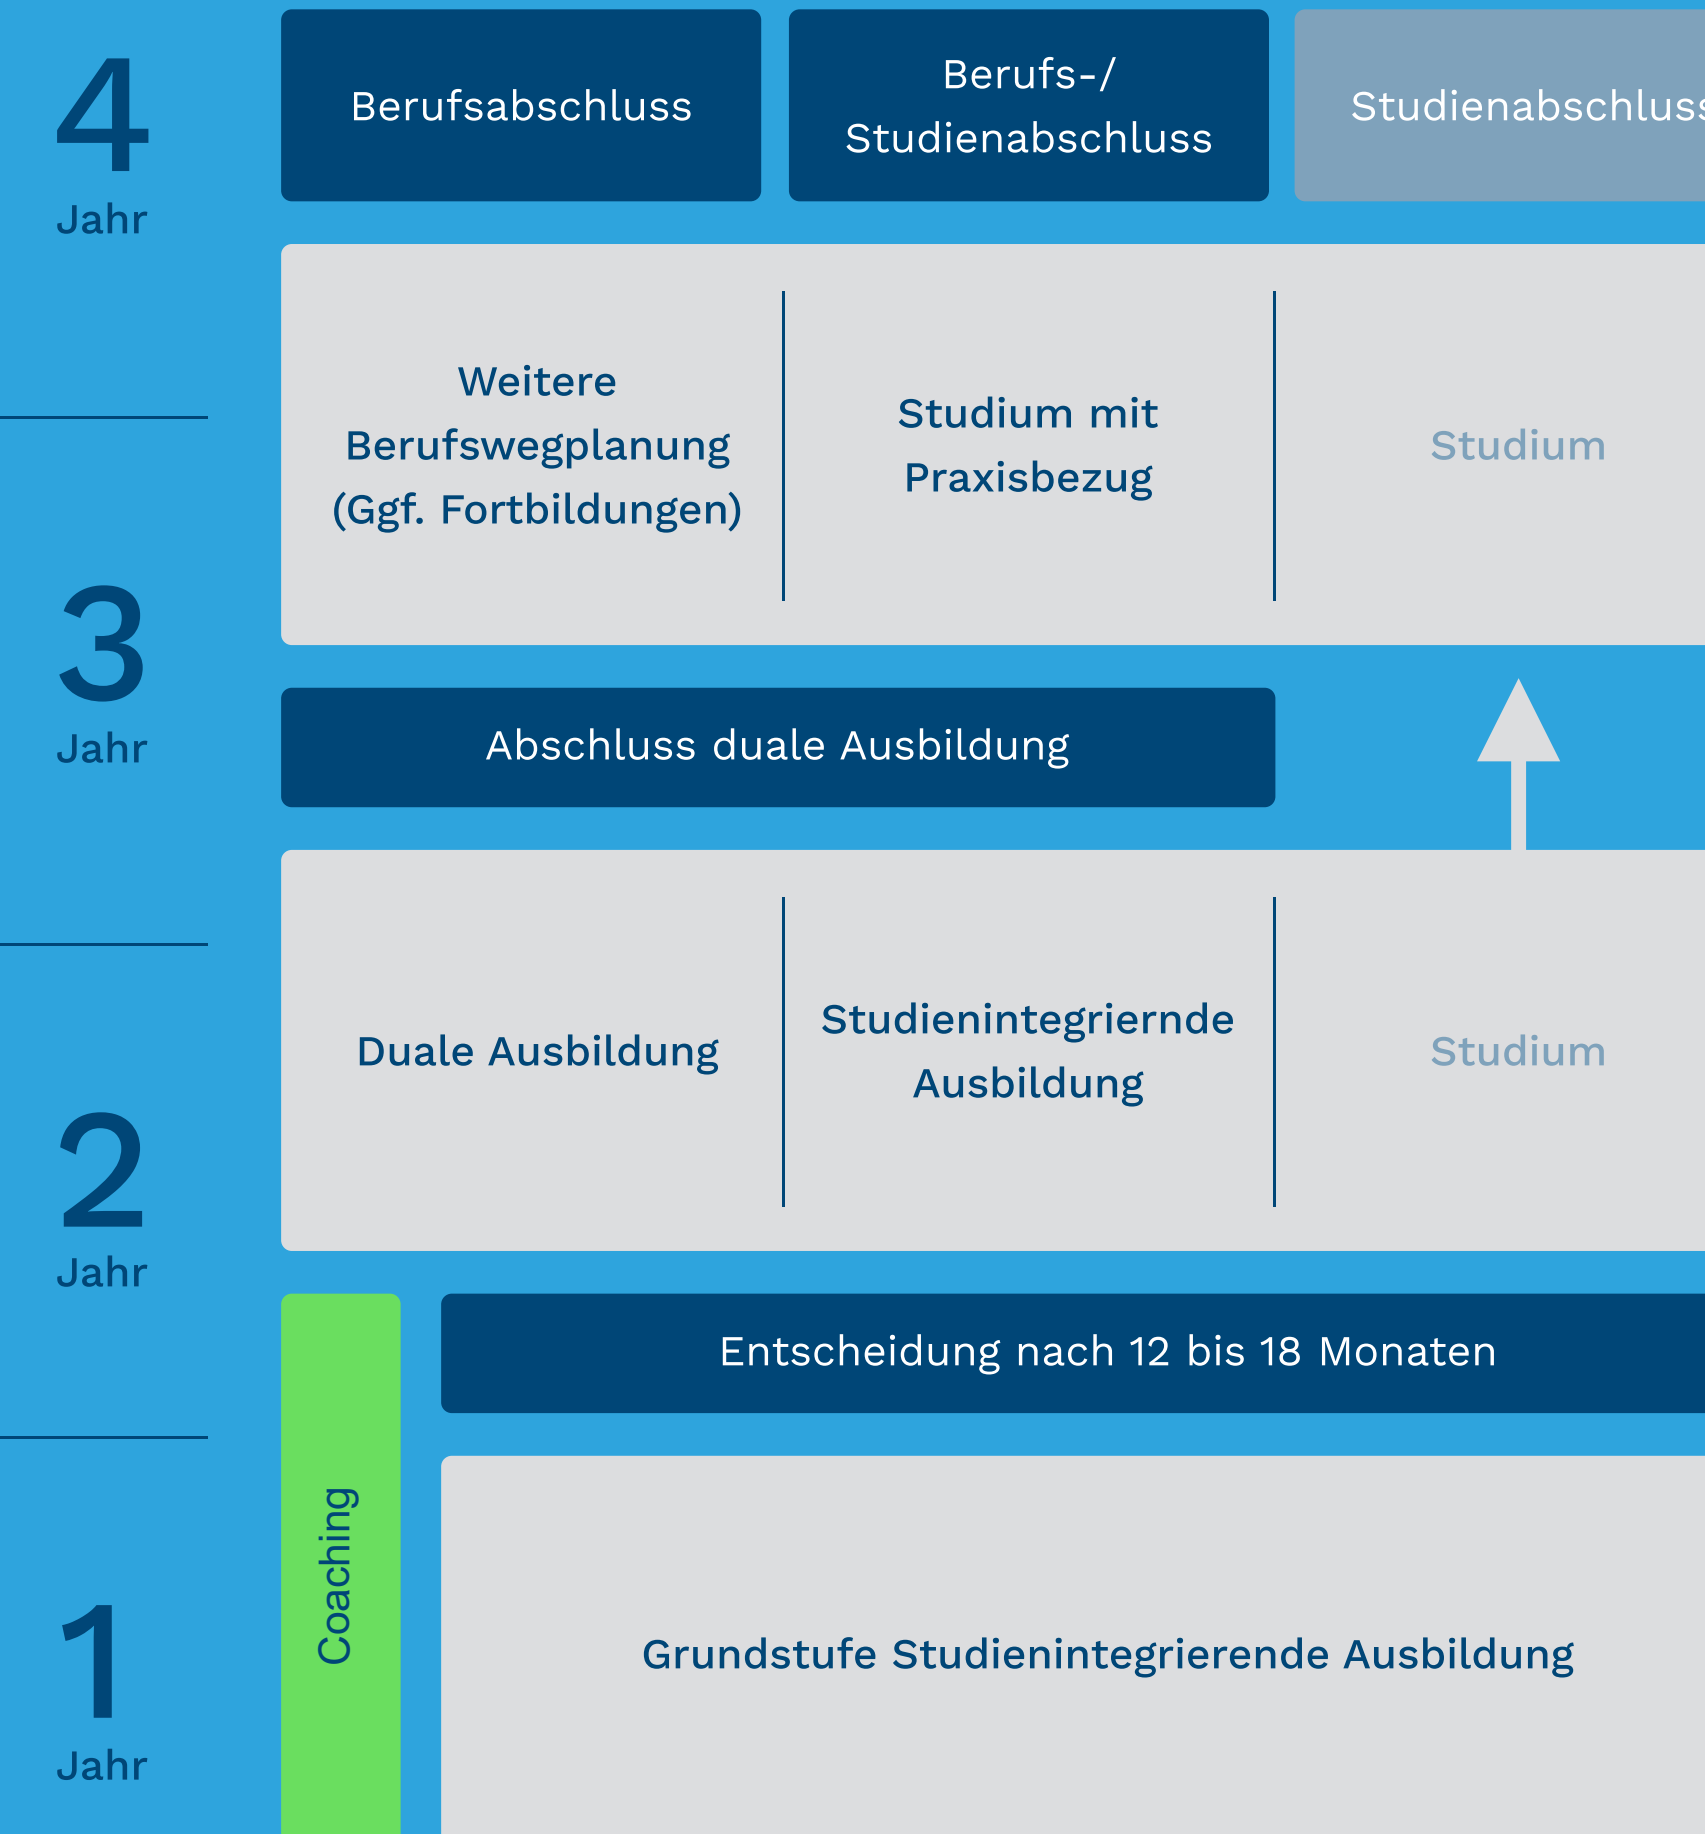 4
Jahr
Berufsabschluss
Berufs-/
Studienabschluss
Studienabschluss
Weitere
Berufswegplanung
(Ggf. Fortbildungen)
Studium mit
Praxisbezug
Studium
3
Jahr
Abschluss duale Ausbildung
Duale Ausbildung
Studienintegriernde
Ausbildung
Studium
2
Jahr
Entscheidung nach 12 bis 18 Monaten
Coaching
Grundstufe Studienintegrierende Ausbildung
1
Jahr